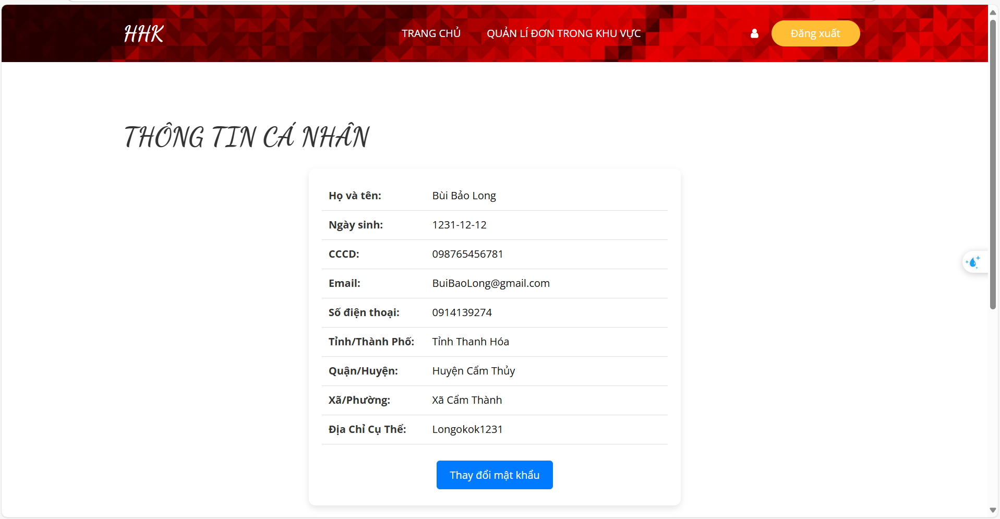 HHK
TRANG CHỦ
QUẢN LÍ ĐƠN TRONG KHU VỰC
Đăng xuất
THÔNG TIN CÁ NHÂN
Họ và tên: Bùi Bảo Long
Ngày sinh: 1231-12-12
CCCD: 098765456781
Email: BuiBaoLong@gmail.com
Số điện thoại: 0914139274
Tỉnh/Thành Phố: Tỉnh Thanh Hóa
Quận/Huyện: Huyện Cẩm Thủy
Xã/Phường: Xã Cẩm Thành
Địa Chỉ Cụ Thể: Longokok1231
Thay đổi mật khẩu